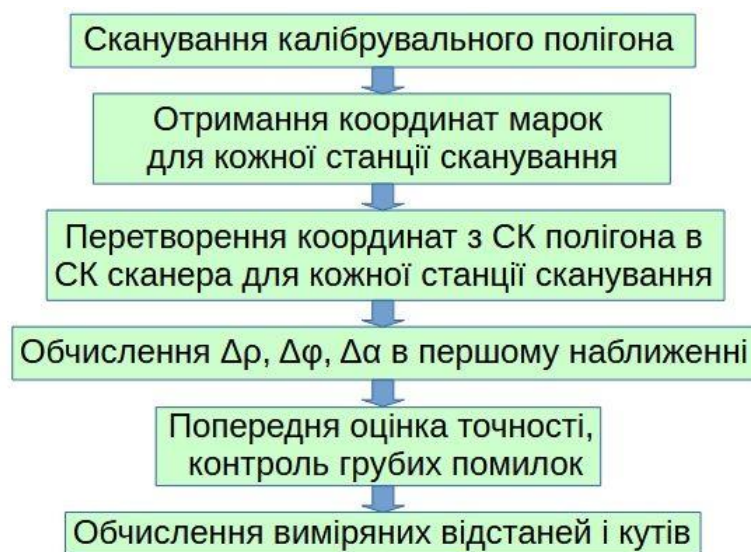 Сканування калібрувального полігона
Отримання координат марок
для кожної станції сканування
Перетворення координат з СК полігона в
СК сканера для кожної станції сканування
Обчислення Δρ, Δφ, Δα в першому наближенні
Попередня оцінка точності,
контроль грубих помилок
Обчислення виміряних відстаней і кутів